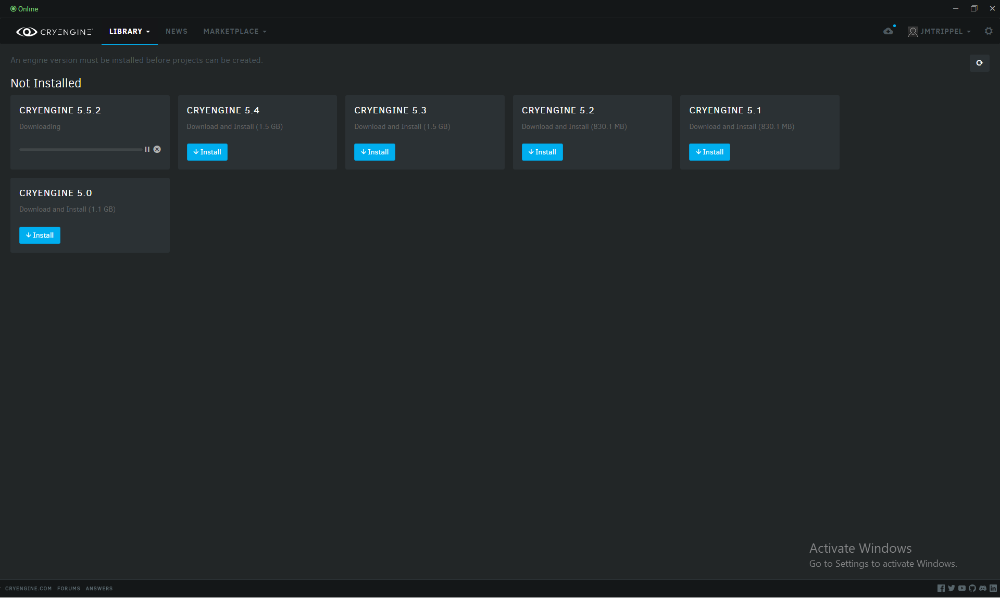 Online
CRYENGINE
LIBRARY
NEWS
MARKETPLACE
JMTRIPPEL
An engine version must be installed before projects can be created.
Not Installed
CRYENGINE 5.5.2
Downloading
CRYENGINE 5.4
Download and Install (1.5 GB)
Install
CRYENGINE 5.3
Download and Install (1.5 GB)
Install
CRYENGINE 5.2
Download and Install (830.1 MB)
Install
CRYENGINE 5.1
Download and Install (830.1 MB)
Install
CRYENGINE 5.0
Download and Install (1.1 GB)
Install
Activate Windows
Go to Settings to activate Windows.
CRYENGINE.COM FORUMS ANSWERS